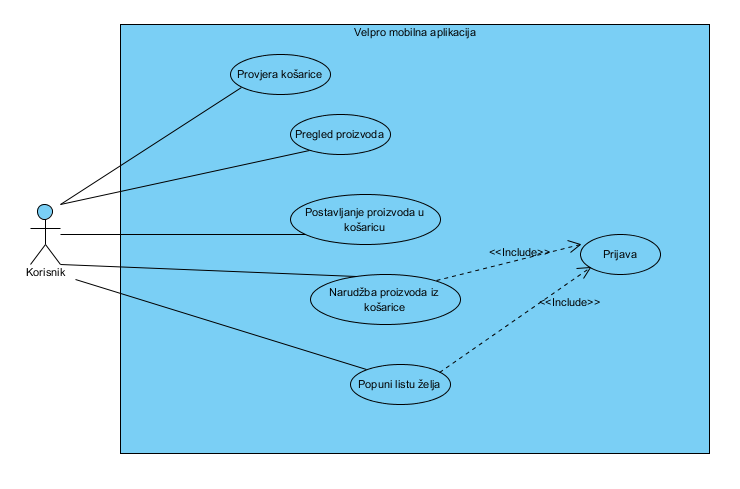 Velpro mobilna aplikacija
Provjera košarice
Pregled proizvoda
Postavljanje proizvoda u
košaricu
<<Include>>
Prijava
Korisnik
Narudžba proizvoda iz
košarice
<<Include>>
Popuni listu želja